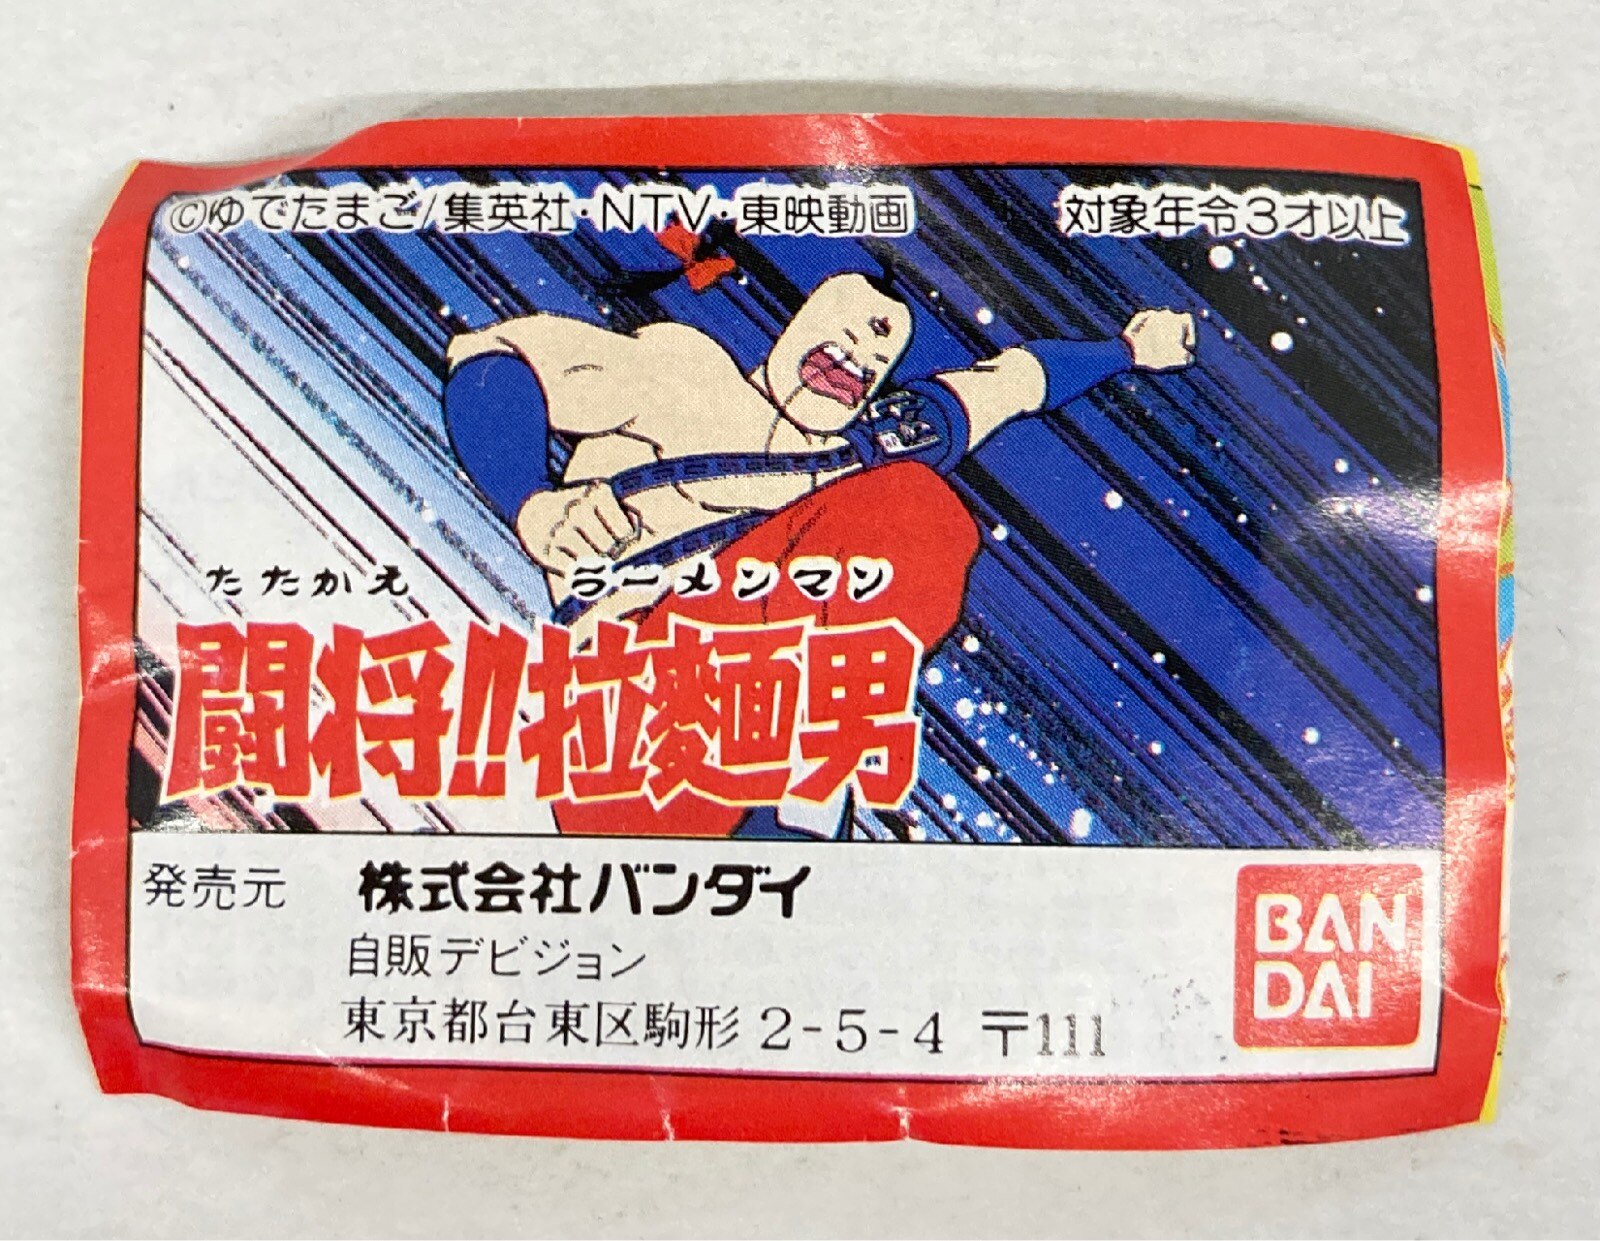 ©ゆでたまご/集英社・NTV・東映動画 対象年令3才以上
たたかえ ラーメンマン
闘将!!拉麵男
発売元 株式会社バンダイ
自販デビジョン
東京都台東区駒形2-5-4 〒111
BAN
DAI